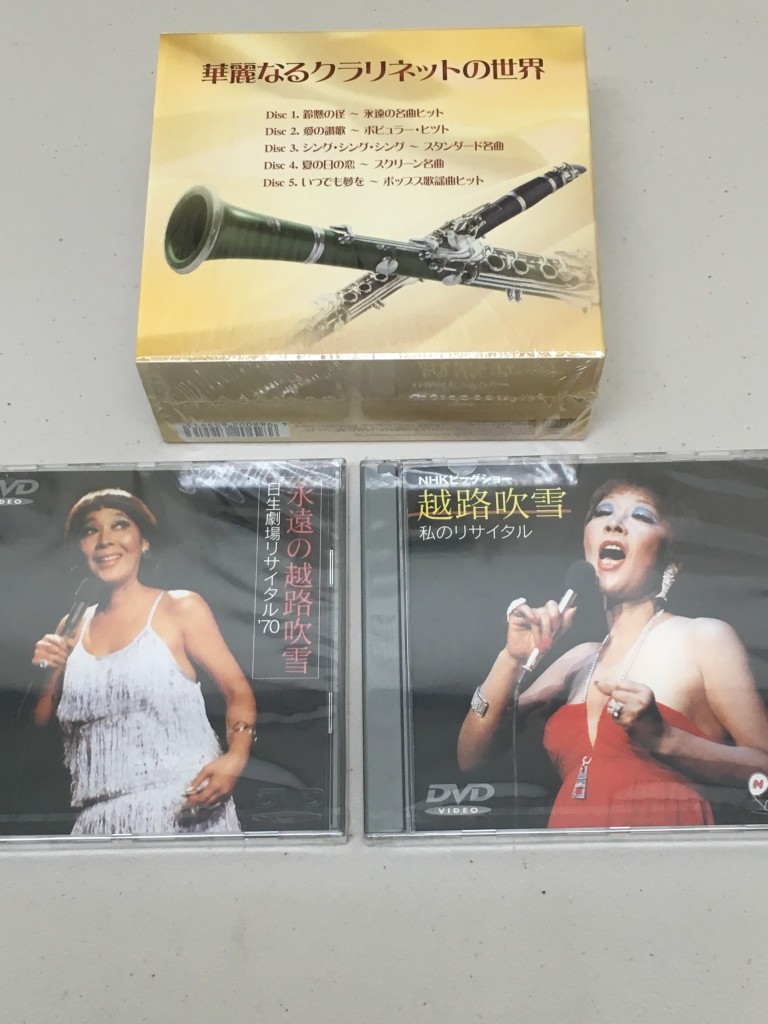 華麗なるクラリネットの世界
Disc 1. 鈴懸の径 ~ 永遠の名曲ヒット
Disc 2. 愛の讃歌 ~ ポピュラー・ヒット
Disc 3. シング・シング・シング ~ スタンダード名曲
Disc 4. 夏の日の恋 ~ スクリーン名曲
Disc 5. いつでも夢を ~ ポップス歌謡曲ヒット
永遠の越路吹雪
日生劇場リサイタル'70
NHKビッグショー
越路吹雪
私のリサイタル
DVD
VIDEO
N